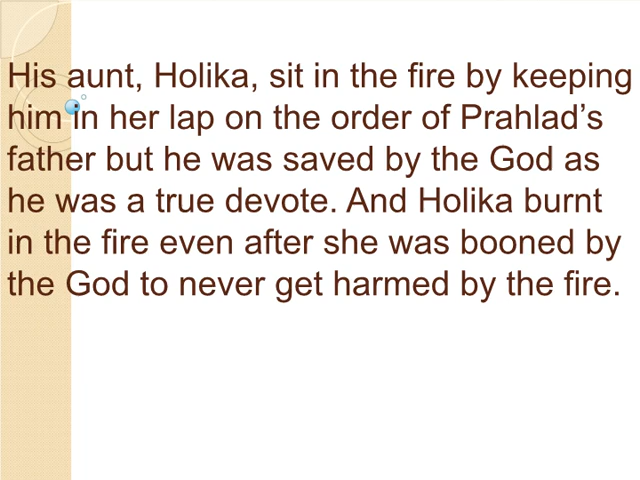 His aunt, Holika, sit in the fire by keeping
him in her lap on the order of Prahlad’s
father but he was saved by the God as
he was a true devote. And Holika burnt
in the fire even after she was booned by
the God to never get harmed by the fire.